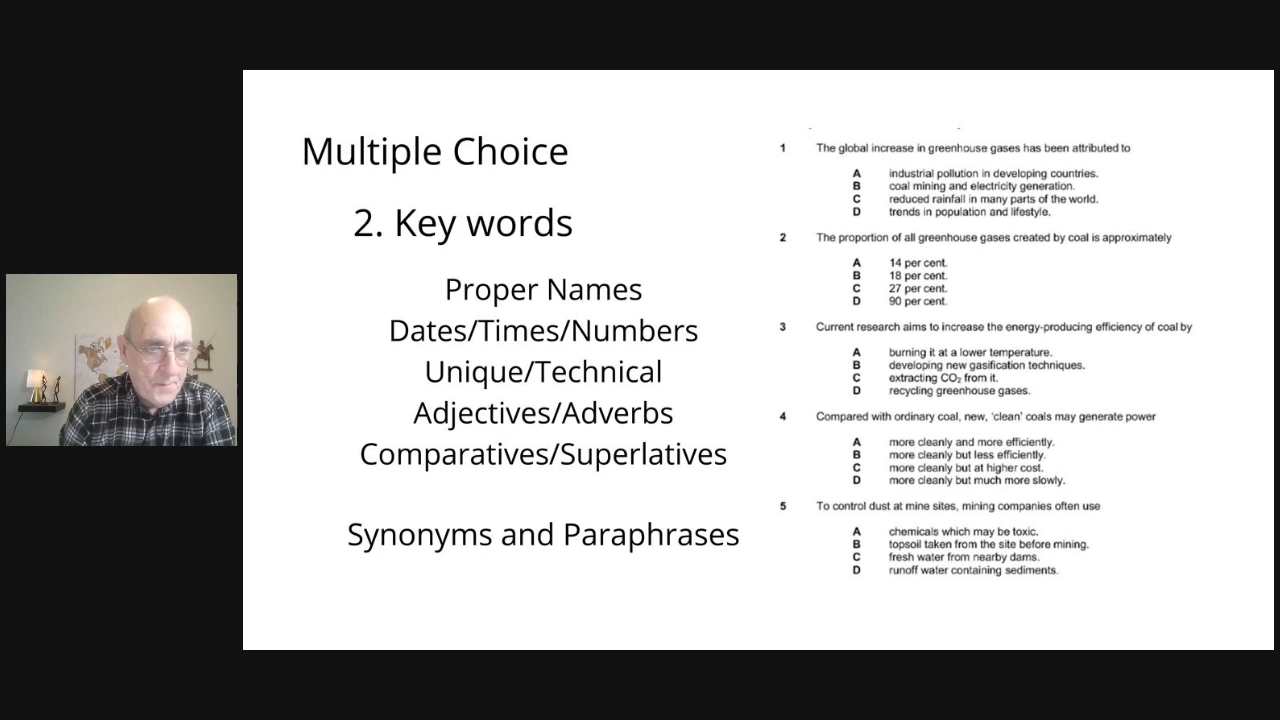 Multiple Choice
2. Key words
Proper Names
Dates/Times/Numbers
Unique/Technical
Adjectives/Adverbs
Comparatives/Superlatives
Synonyms and Paraphrases
1 The global increase in greenhouse gases has been attributed to
A industrial pollution in developing countries.
B coal mining and electricity generation.
C reduced rainfall in many parts of the world.
D trends in population and lifestyle.
2 The proportion of all greenhouse gases created by coal is approximately
A 14 per cent.
B 18 per cent.
C 27 per cent.
D 90 per cent.
3 Current research aims to increase the energy-producing efficiency of coal by
A burning it at a lower temperature.
B developing new gasification techniques.
C extracting CO₂ from it.
D recycling greenhouse gases.
4 Compared with ordinary coal, new, ‘clean’ coals may generate power
A more cleanly and more efficiently.
B more cleanly but less efficiently.
C more cleanly but at higher cost.
D more cleanly but much more slowly.
5 To control dust at mine sites, mining companies often use
A chemicals which may be toxic.
B topsoil taken from the site before mining.
C fresh water from nearby dams.
D runoff water containing sediments.